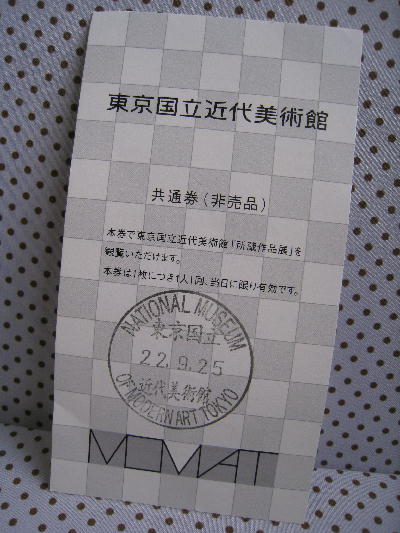 東京国立近代美術館
共通券(非売品)
本券で東京国立近代美術館「所蔵作品展」を
観覧いただけます。
本券は1枚につき1人1回、当日に限り有効です。
NATIONAL MUSEUM
東京国立
22.9.25
近代美術館
OF MODERN ART TOKYO
MOMAT